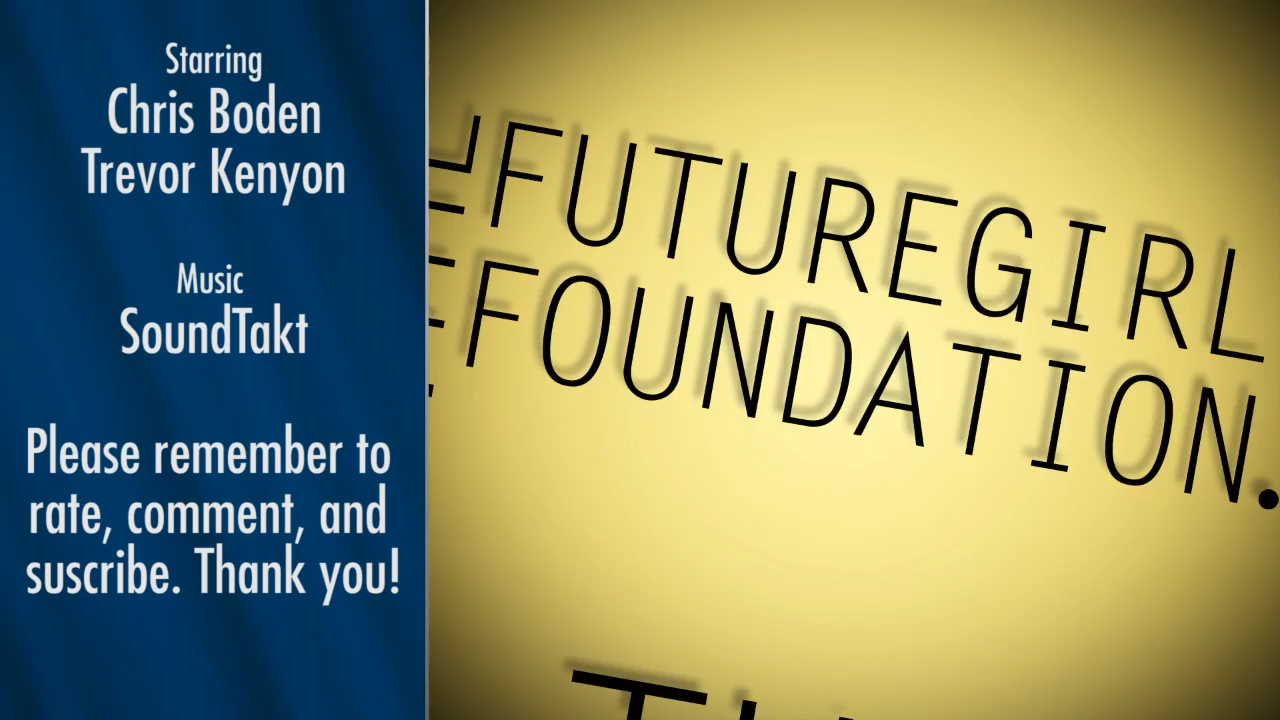 Starring
Chris Boden
Trevor Kenyon
Music
SoundTakt
Please remember to
rate, comment, and
suscribe. Thank you!
FUTUREGIRL
FOUNDATION.